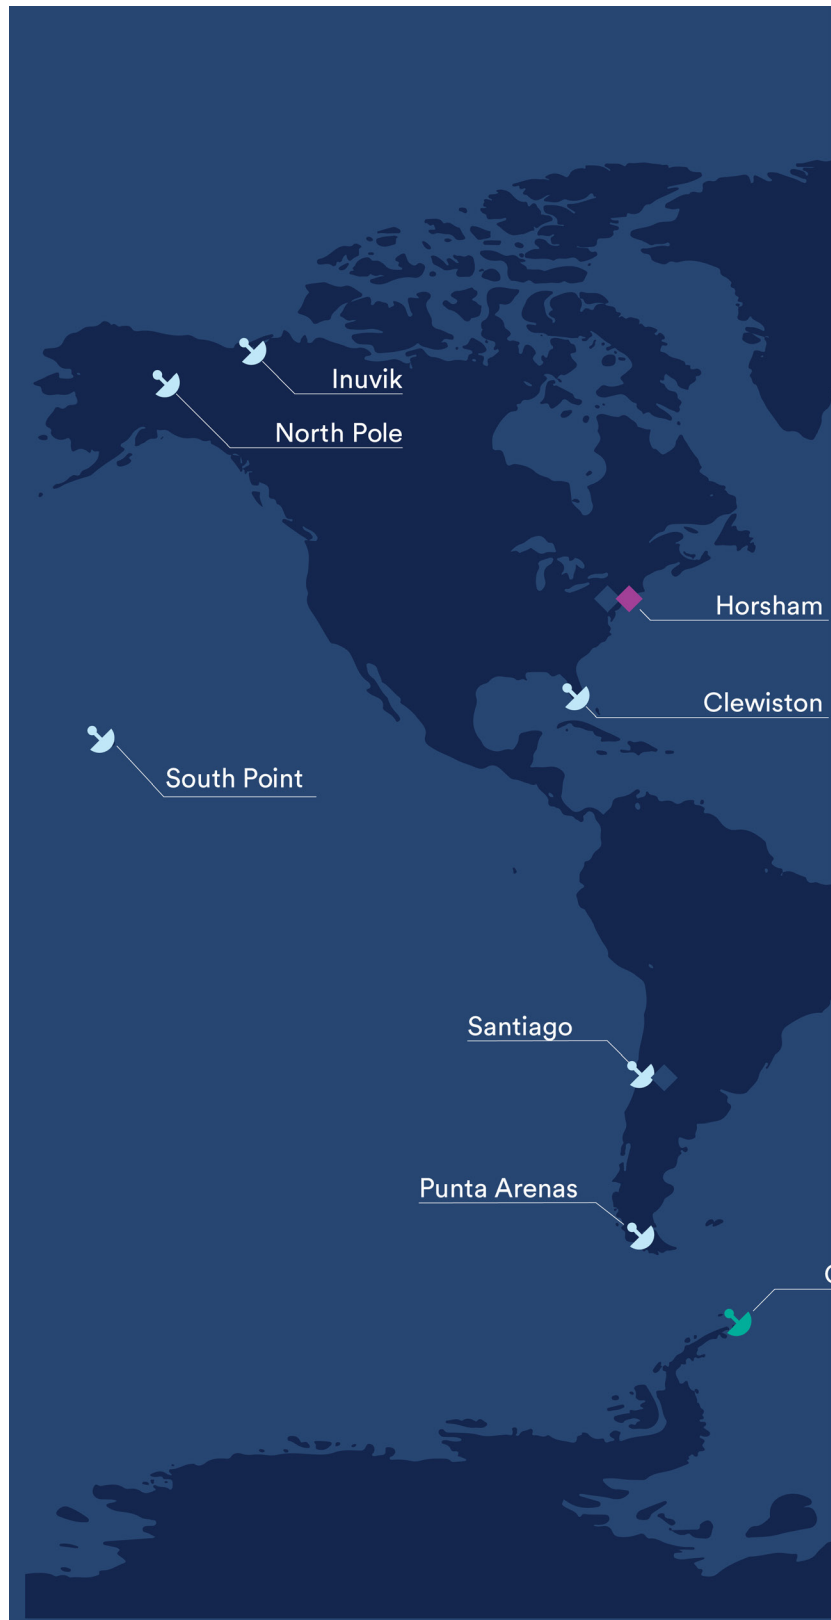 Inuvik
North Pole
Horsham
Clewiston
South Point
Santiago
Punta Arenas